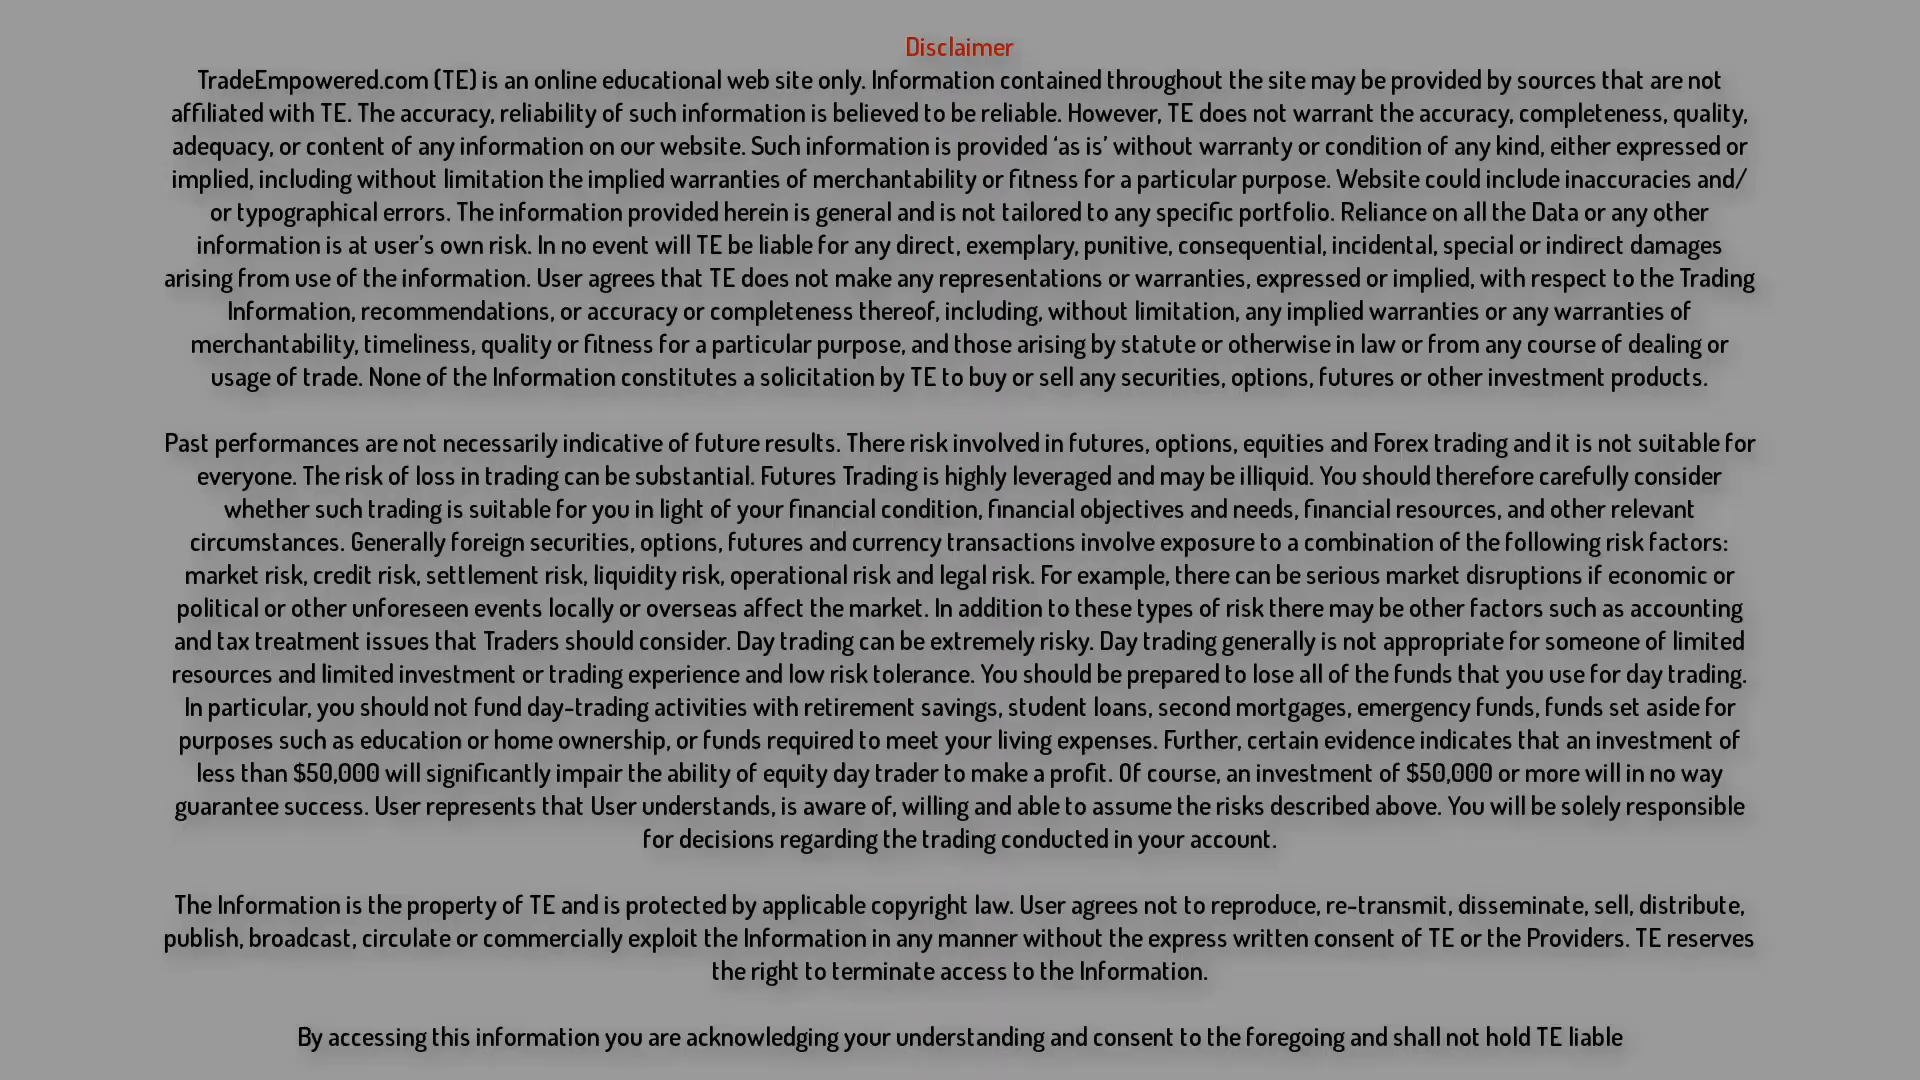 Disclaimer
TradeEmpowered.com (TE) is an online educational web site only. Information contained throughout the site may be provided by sources that are not
affiliated with TE. The accuracy, reliability of such information is believed to be reliable. However, TE does not warrant the accuracy, completeness, quality,
adequacy, or content of any information on our website. Such information is provided ‘as is’ without warranty or condition of any kind, either expressed or
implied, including without limitation the implied warranties of merchantability or fitness for a particular purpose. Website could include inaccuracies and/
or typographical errors. The information provided herein is general and is not tailored to any specific portfolio. Reliance on all the Data or any other
information is at user’s own risk. In no event will TE be liable for any direct, exemplary, punitive, consequential, incidental, special or indirect damages
arising from use of the information. User agrees that TE does not make any representations or warranties, expressed or implied, with respect to the Trading
Information, recommendations, or accuracy or completeness thereof, including, without limitation, any implied warranties or any warranties of
merchantability, timeliness, quality or fitness for a particular purpose, and those arising by statute or otherwise in law or from any course of dealing or
usage of trade. None of the Information constitutes a solicitation by TE to buy or sell any securities, options, futures or other investment products.
Past performances are not necessarily indicative of future results. There risk involved in futures, options, equities and Forex trading and it is not suitable for
everyone. The risk of loss in trading can be substantial. Futures Trading is highly leveraged and may be illiquid. You should therefore carefully consider
whether such trading is suitable for you in light of your financial condition, financial objectives and needs, financial resources, and other relevant
circumstances. Generally foreign securities, options, futures and currency transactions involve exposure to a combination of the following risk factors:
market risk, credit risk, settlement risk, liquidity risk, operational risk and legal risk. For example, there can be serious market disruptions if economic or
political or other unforeseen events locally or overseas affect the market. In addition to these types of risk there may be other factors such as accounting
and tax treatment issues that Traders should consider. Day trading can be extremely risky. Day trading generally is not appropriate for someone of limited
resources and limited investment or trading experience and low risk tolerance. You should be prepared to lose all of the funds that you use for day trading.
In particular, you should not fund day-trading activities with retirement savings, student loans, second mortgages, emergency funds, funds set aside for
purposes such as education or home ownership, or funds required to meet your living expenses. Further, certain evidence indicates that an investment of
less than $50,000 will significantly impair the ability of equity day trader to make a profit. Of course, an investment of $50,000 or more will in no way
guarantee success. User represents that User understands, is aware of, willing and able to assume the risks described above. You will be solely responsible
for decisions regarding the trading conducted in your account.
The Information is the property of TE and is protected by applicable copyright law. User agrees not to reproduce, re-transmit, disseminate, sell, distribute,
publish, broadcast, circulate or commercially exploit the Information in any manner without the express written consent of TE or the Providers. TE reserves
the right to terminate access to the Information.
By accessing this information you are acknowledging your understanding and consent to the foregoing and shall not hold TE liable